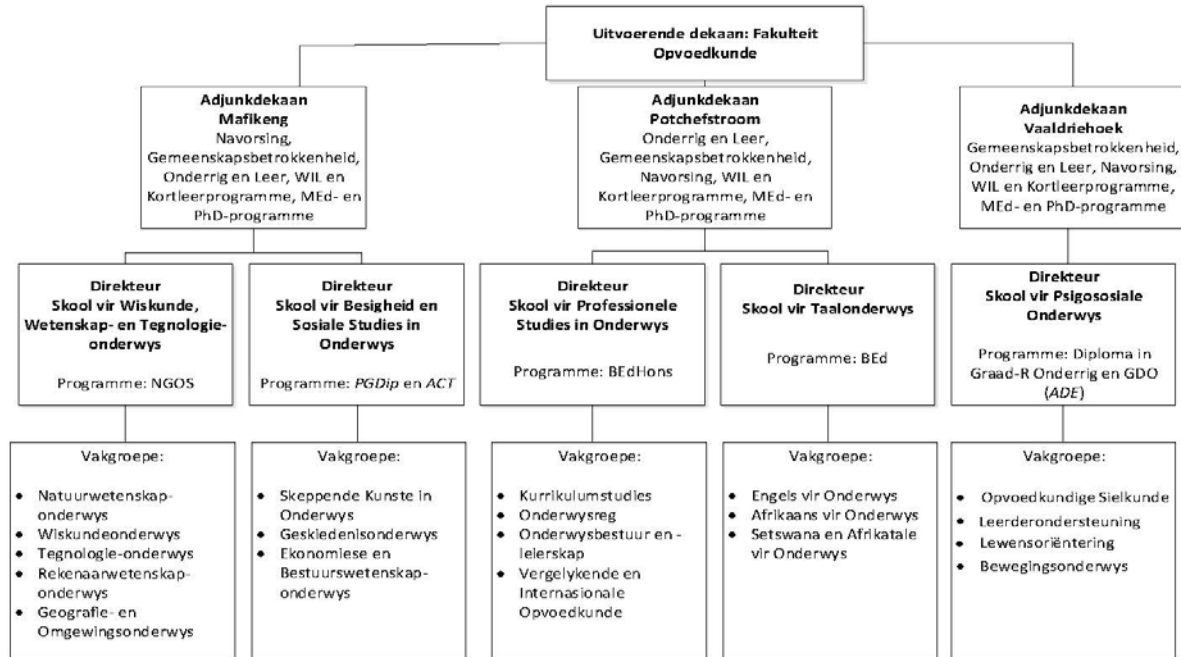 Uitvoerende dekaan: Fakulteit
Opvoedkunde
Adjunkdekaan
Mafikeng
Navorsing,
Gemeenskapsbetrokkenheid,
Onderrig en Leer, WIL en
Kortleerprogramme, MEd- en
PhD-programme
Adjunkdekaan
Potchefstroom
Onderrig en Leer,
Gemeenskapsbetrokkenheid,
Navorsing, WIL en
Kortleerprogramme, MEd- en
PhD-programme
Adjunkdekaan
Vaaldriehoek
Gemeenskapsbetrokkenheid,
Onderrig en Leer, Navorsing,
WIL en Kortleerprogramme,
MEd- en PhD-programme
Direkteur
Skool vir Wiskunde,
Wetenskap- en Tegnologie-
onderwys
Programme: NGOS
Direkteur
Skool vir Besigheid en
Sosiale Studies in
Onderwys
Programme: PGDip en ACT
Direkteur
Skool vir Professionele
Studies in Onderwys
Programme: BEdHons
Direkteur
Skool vir Taalonderwys
Programme: BEd
Direkteur
Skool vir Psigososiale
Onderwys
Programme: Diploma in
Graad-R Onderrig en GDO
(ADE)
Vakgroepe:
• Natuurwetenskap-
onderwys
• Wiskundeonderwys
• Tegnologie-onderwys
• Rekenaarwetenskap-
onderwys
• Geografie- en
Omgewingsonderwys
Vakgroepe:
• Skeppende Kunste in
Onderwys
• Geskiedenisonderwys
• Ekonomiese en
Bestuurswetenskap-
onderwys
Vakgroepe:
• Kurrikulumstudies
• Onderwysreg
• Onderwysbestuur en -
leierskap
• Vergelykende en
Internasionale
Opvoedkunde
Vakgroepe:
• Engels vir Onderwys
• Afrikaans vir Onderwys
• Setswana en Afrikatale
vir Onderwys
Vakgroepe:
• Opvoedkundige Sielkunde
• Leerderondersteuning
• Lewensoriëntering
• Bewegingsonderwys